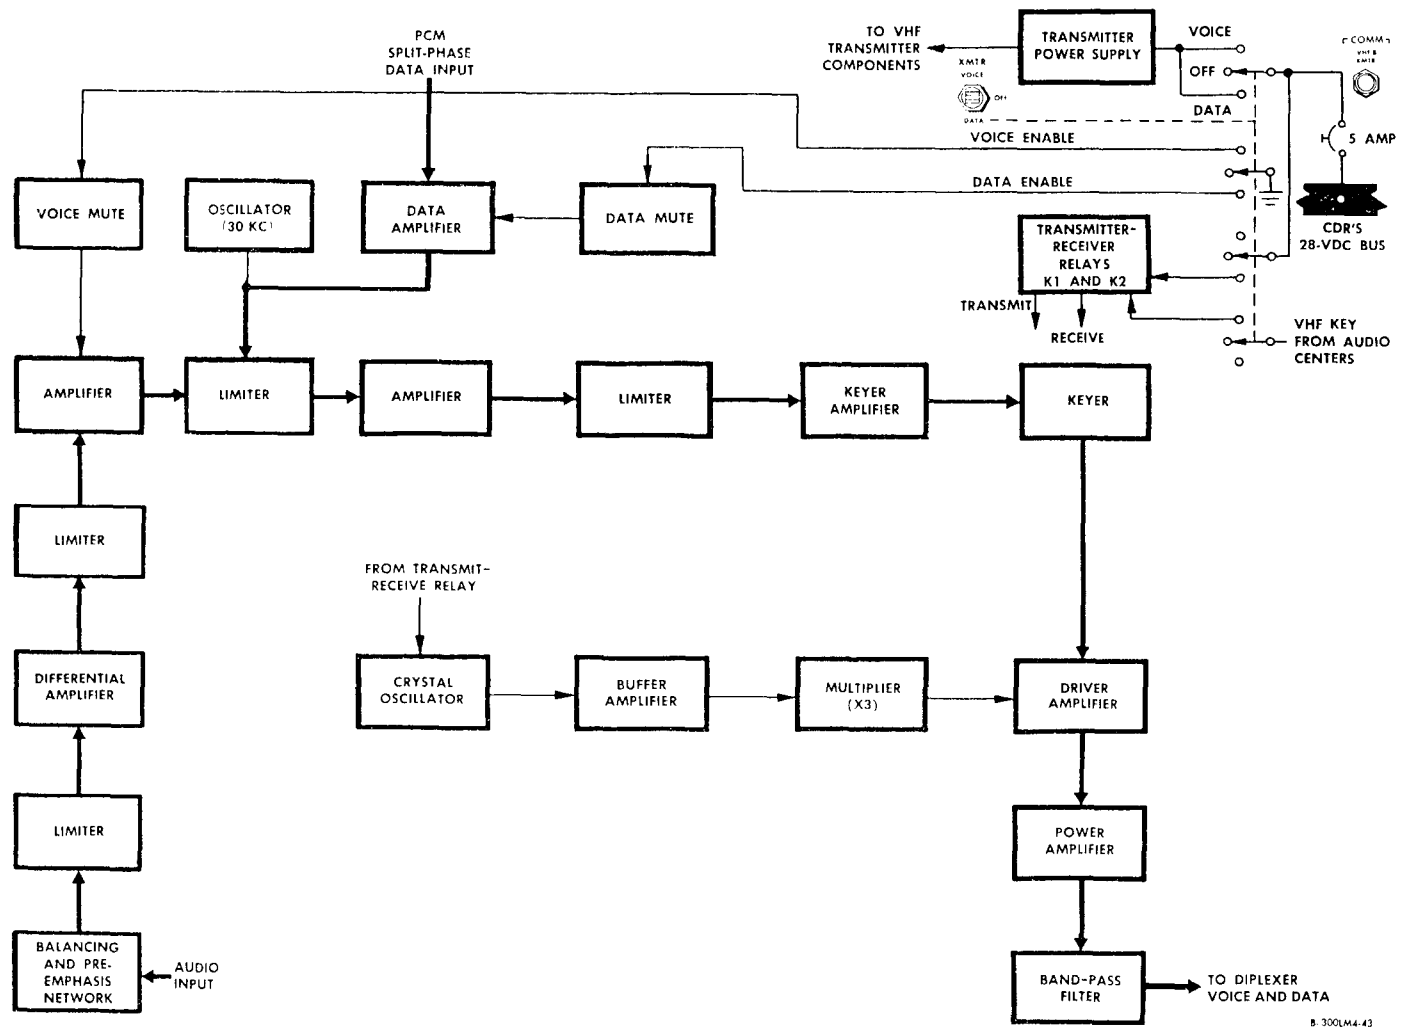 PCM
SPLIT-PHASE
DATA INPUT
TO VHF
TRANSMITTER
COMPONENTS
TRANSMITTER
POWER SUPPLY
VOICE
OFF
DATA
COMM
VHF B
XMTR
XMTR
VOICE
OFF
DATA
5 AMP
CDR'S
28-VDC BUS
VOICE ENABLE
DATA ENABLE
VOICE MUTE
OSCILLATOR
(30 KC)
DATA
AMPLIFIER
DATA MUTE
TRANSMITTER-
RECEIVER
RELAYS
K1 AND K2
TRANSMIT
RECEIVE
VHF KEY
FROM AUDIO
CENTERS
AMPLIFIER
LIMITER
AMPLIFIER
LIMITER
KEYER
AMPLIFIER
KEYER
LIMITER
FROM TRANSMIT-
RECEIVE RELAY
DIFFERENTIAL
AMPLIFIER
CRYSTAL
OSCILLATOR
BUFFER
AMPLIFIER
MULTIPLIER
(X3)
DRIVER
AMPLIFIER
LIMITER
POWER
AMPLIFIER
BALANCING
AND PRE-
EMPHASIS
NETWORK
AUDIO
INPUT
BAND-PASS
FILTER
TO DIPLEXER
VOICE AND DATA
B-300LM4-43